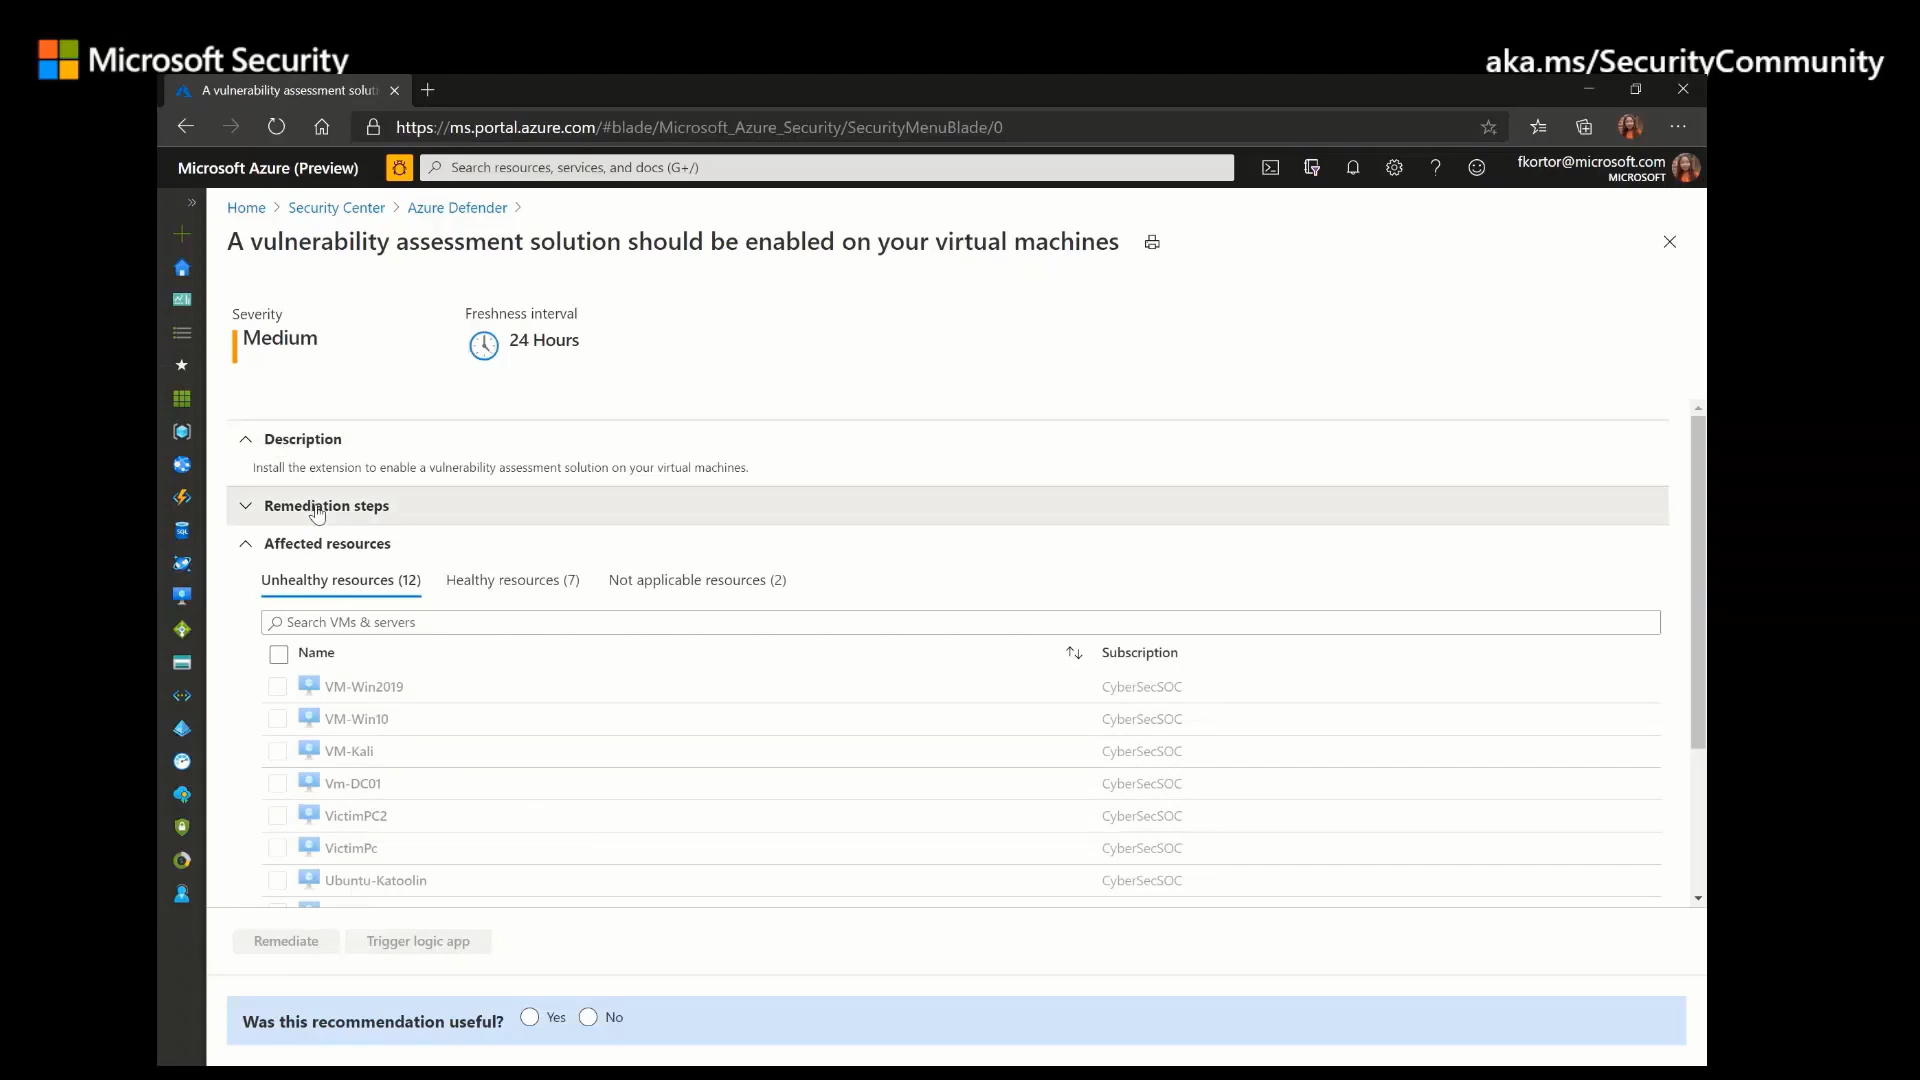 Microsoft Security
aka.ms/SecurityCommunity
A vulnerability assessment soluti
https://ms.portal.azure.com/#blade/Microsoft_Azure_Security/SecurityMenuBlade/0
Microsoft Azure (Preview)
Search resources, services, and docs (G+/)
fkortor@microsoft.com
MICROSOFT
Home > Security Center > Azure Defender >
A vulnerability assessment solution should be enabled on your virtual machines
Severity
Medium
Freshness interval
24 Hours
Description
Install the extension to enable a vulnerability assessment solution on your virtual machines.
Remediation steps
Affected resources
Unhealthy resources (12) Healthy resources (7) Not applicable resources (2)
Search VMs & servers
Name Subscription
VM-Win2019 CyberSecSOC
VM-Win10 CyberSecSOC
VM-Kali CyberSecSOC
Vm-DC01 CyberSecSOC
VictimPC2 CyberSecSOC
VictimPc CyberSecSOC
Ubuntu-Katoolin CyberSecSOC
Remediate Trigger logic app
Was this recommendation useful? Yes No